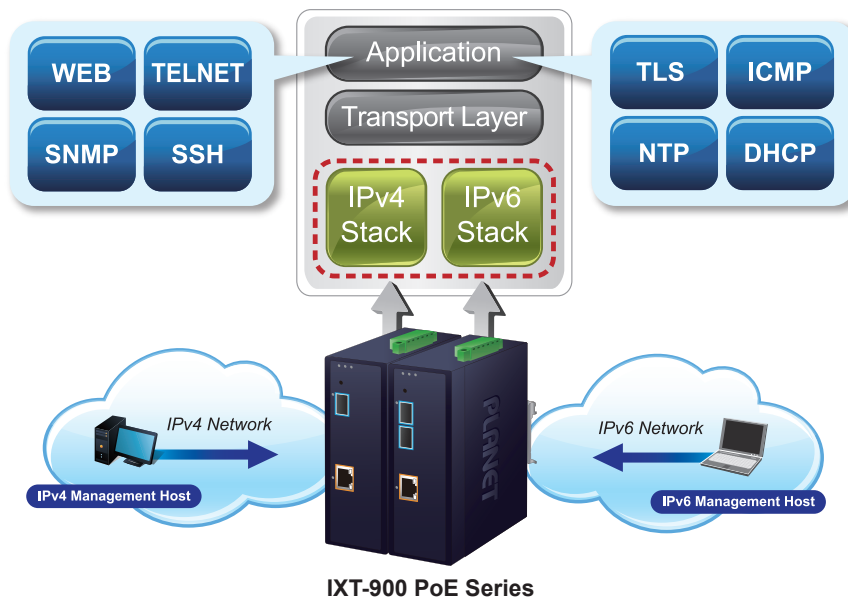 WEB
TELNET
SNMP
SSH
Application
Transport Layer
IPv4
Stack
IPv6
Stack
TLS
ICMP
NTP
DHCP
IPv4 Network
IPv4 Management Host
PLANET
IPv6 Network
IPv6 Management Host
IXT-900 PoE Series